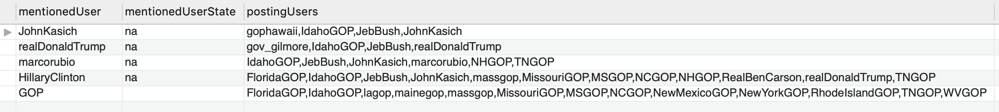 mentionedUser mentionedUserState postingUsers
JohnKasich na gophawaii,IdahoGOP,JebBush,JohnKasich
realDonaldTrump na gov_gilmore,IdahoGOP,JebBush,realDonaldTrump
marcorubio na IdahoGOP,JebBush,JohnKasich,marcorubio,NHGOP,TNGOP
HillaryClinton na FloridaGOP,IdahoGOP,JebBush,JohnKasich,massgop,MissouriGOP,MSGOP,NCGOP,NHGOP,RealBenCarson,realDonaldTrump,TNGOP
GOP FloridaGOP,IdahoGOP,lagop,mainegop,massgop,MissouriGOP,MSGOP,NCGOP,NewMexicoGOP,NewYorkGOP,RhodeIslandGOP,TNGOP,WVGOP